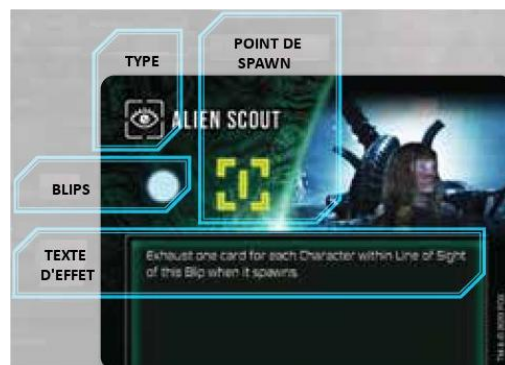 POINT DE
SPAWN
TYPE
ALIEN SCOUT
BLIPS
TEXTE
D'EFFET
Exhaust one card for each Character within Line of Sight
of this Blip when it spawns.